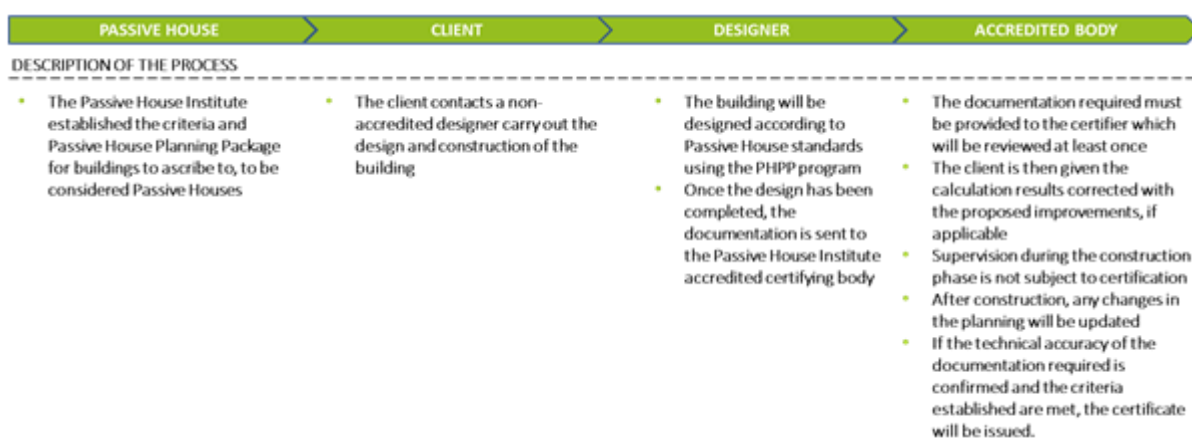 PASSIVE HOUSE
CLIENT
DESIGNER
ACCREDITED BODY
DESCRIPTION OF THE PROCESS
• The Passive House Institute
established the criteria and
Passive House Planning Package
for buildings to ascribe to, to be
considered Passive Houses
• The client contacts a non-
accredited designer carry out the
design and construction of the
building
• The building will be
designed according to
Passive House standards
using the PHPP program
• Once the design has been
completed, the
documentation is sent to
the Passive House Institute
accredited certifying body
• The documentation required must
be provided to the certifier which
will be reviewed at least once
• The client is then given the
calculation results corrected with
the proposed improvements, if
applicable
• Supervision during the construction
phase is not subject to certification
• After construction, any changes in
the planning will be updated
• If the technical accuracy of the
documentation required is
confirmed and the criteria
established are met, the certificate
will be issued.